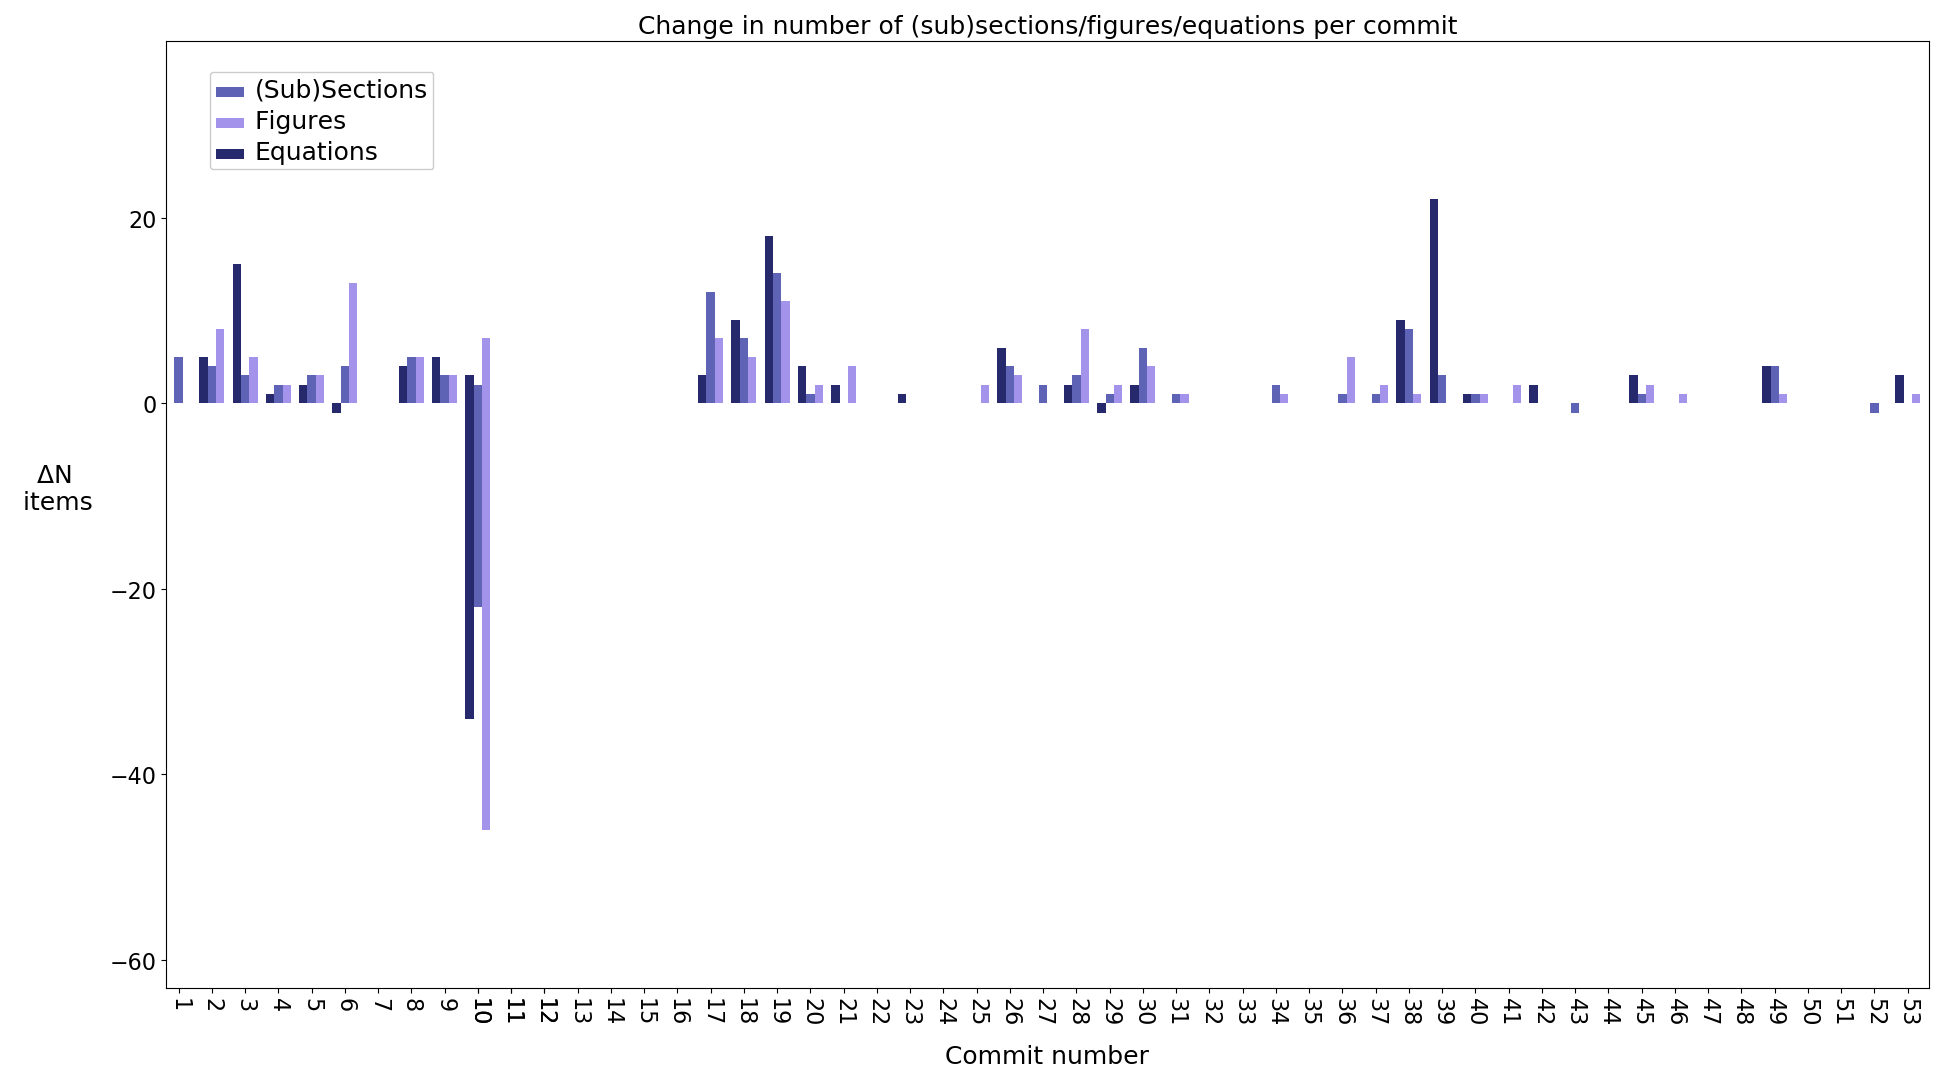 Change in number of (sub)sections/figures/equations per commit
(Sub)Sections
Figures
Equations
20
0
−20
−40
−60
ΔN
items
1 2 3 4 5 6 7 8 9 10 11 12 13 14 15 16 17 18 19 20 21 22 23 24 25 26 27 28 29 30 31 32 33 34 35 36 37 38 39 40 41 42 43 44 45 46 47 48 49 50 51 52 53
Commit number